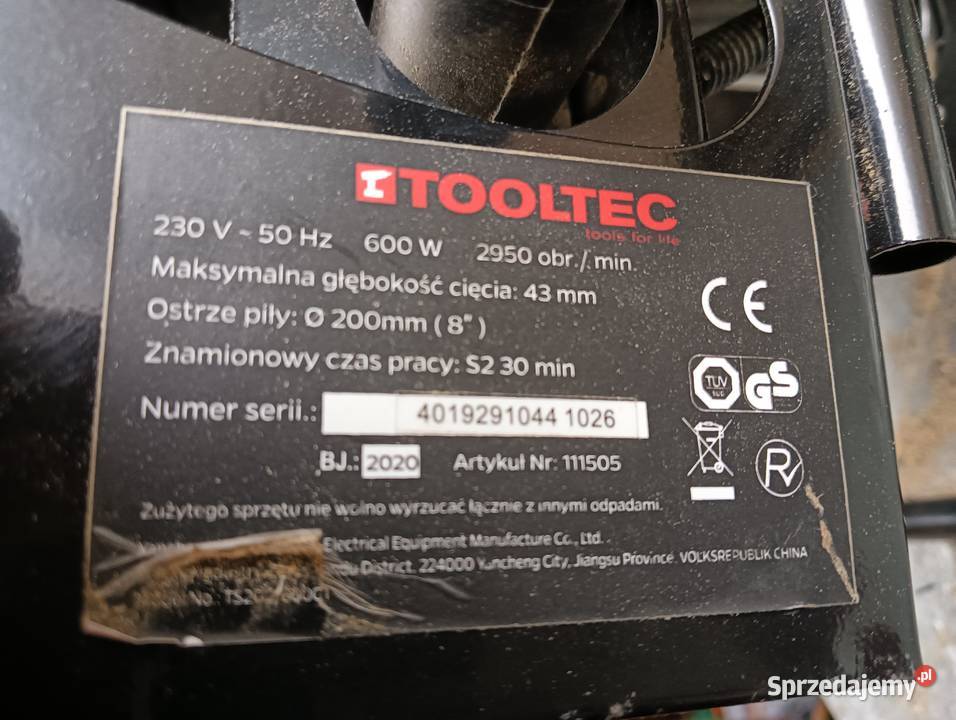 TOOLTEC
tools for life
230 V ~ 50 Hz 600 W 2950 obr./min.
Maksymalna głębokość cięcia: 43 mm
Ostrze piły: Ø 200mm ( 8" )
Znamionowy czas pracy: S2 30 min
Numer serii.: 4019291044 1026
BJ.: 2020 Artykuł Nr: 111505
Zużytego sprzętu nie wolno wyrzucać łącznie z innymi odpadami.
Electrical Equipment Manufacture Co., Ltd.
District. 224000 Yancheng City, Jiangsu Province. VOLKSREPUBLIK CHINA
No
CE
TUV
GS
R
Sprzedajemy.pl